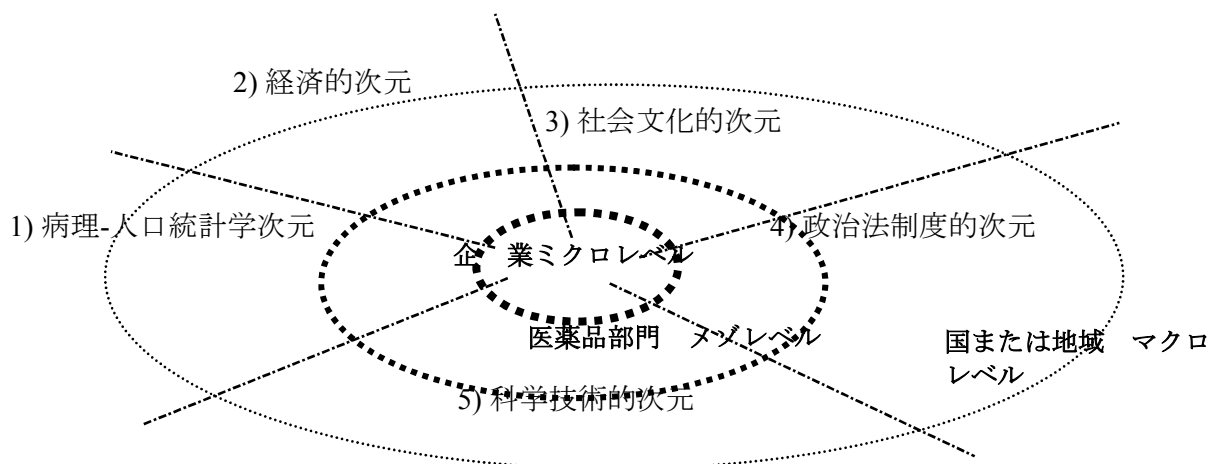 2) 経済的次元
3) 社会文化的次元
1) 病理-人口統計学次元
4) 政治法制度的次元
企　業ミクロレベル
医薬品部門　メゾレベル
国または地域　マクロ
レベル
5) 科学技術的次元